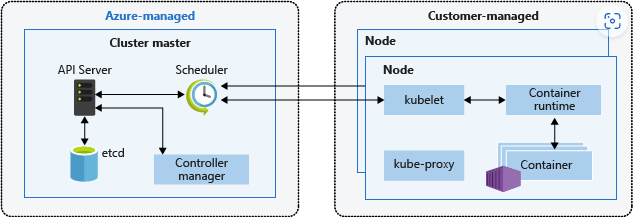 Azure-managed
Cluster master
API Server
Scheduler
etcd
Controller
manager
Customer-managed
Node
Node
kubelet
Container
runtime
kube-proxy
Container